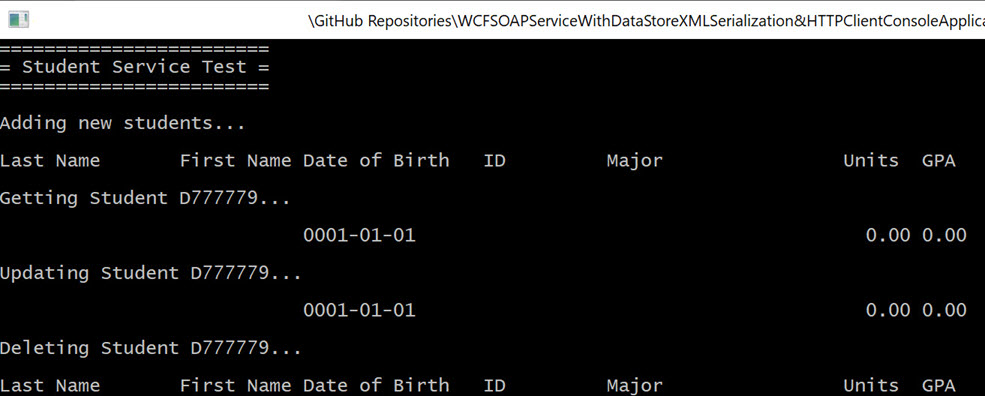 \GitHub Repositories\WCFSOAPServiceWithDataStoreXMLSerialization&HTTPClientConsoleApplica
========================
= Student Service Test =
========================
Adding new students...
Last Name First Name Date of Birth ID Major Units GPA
Getting Student D777779...
0001-01-01 0.00 0.00
Updating Student D777779...
0001-01-01 0.00 0.00
Deleting Student D777779...
Last Name First Name Date of Birth ID Major Units GPA